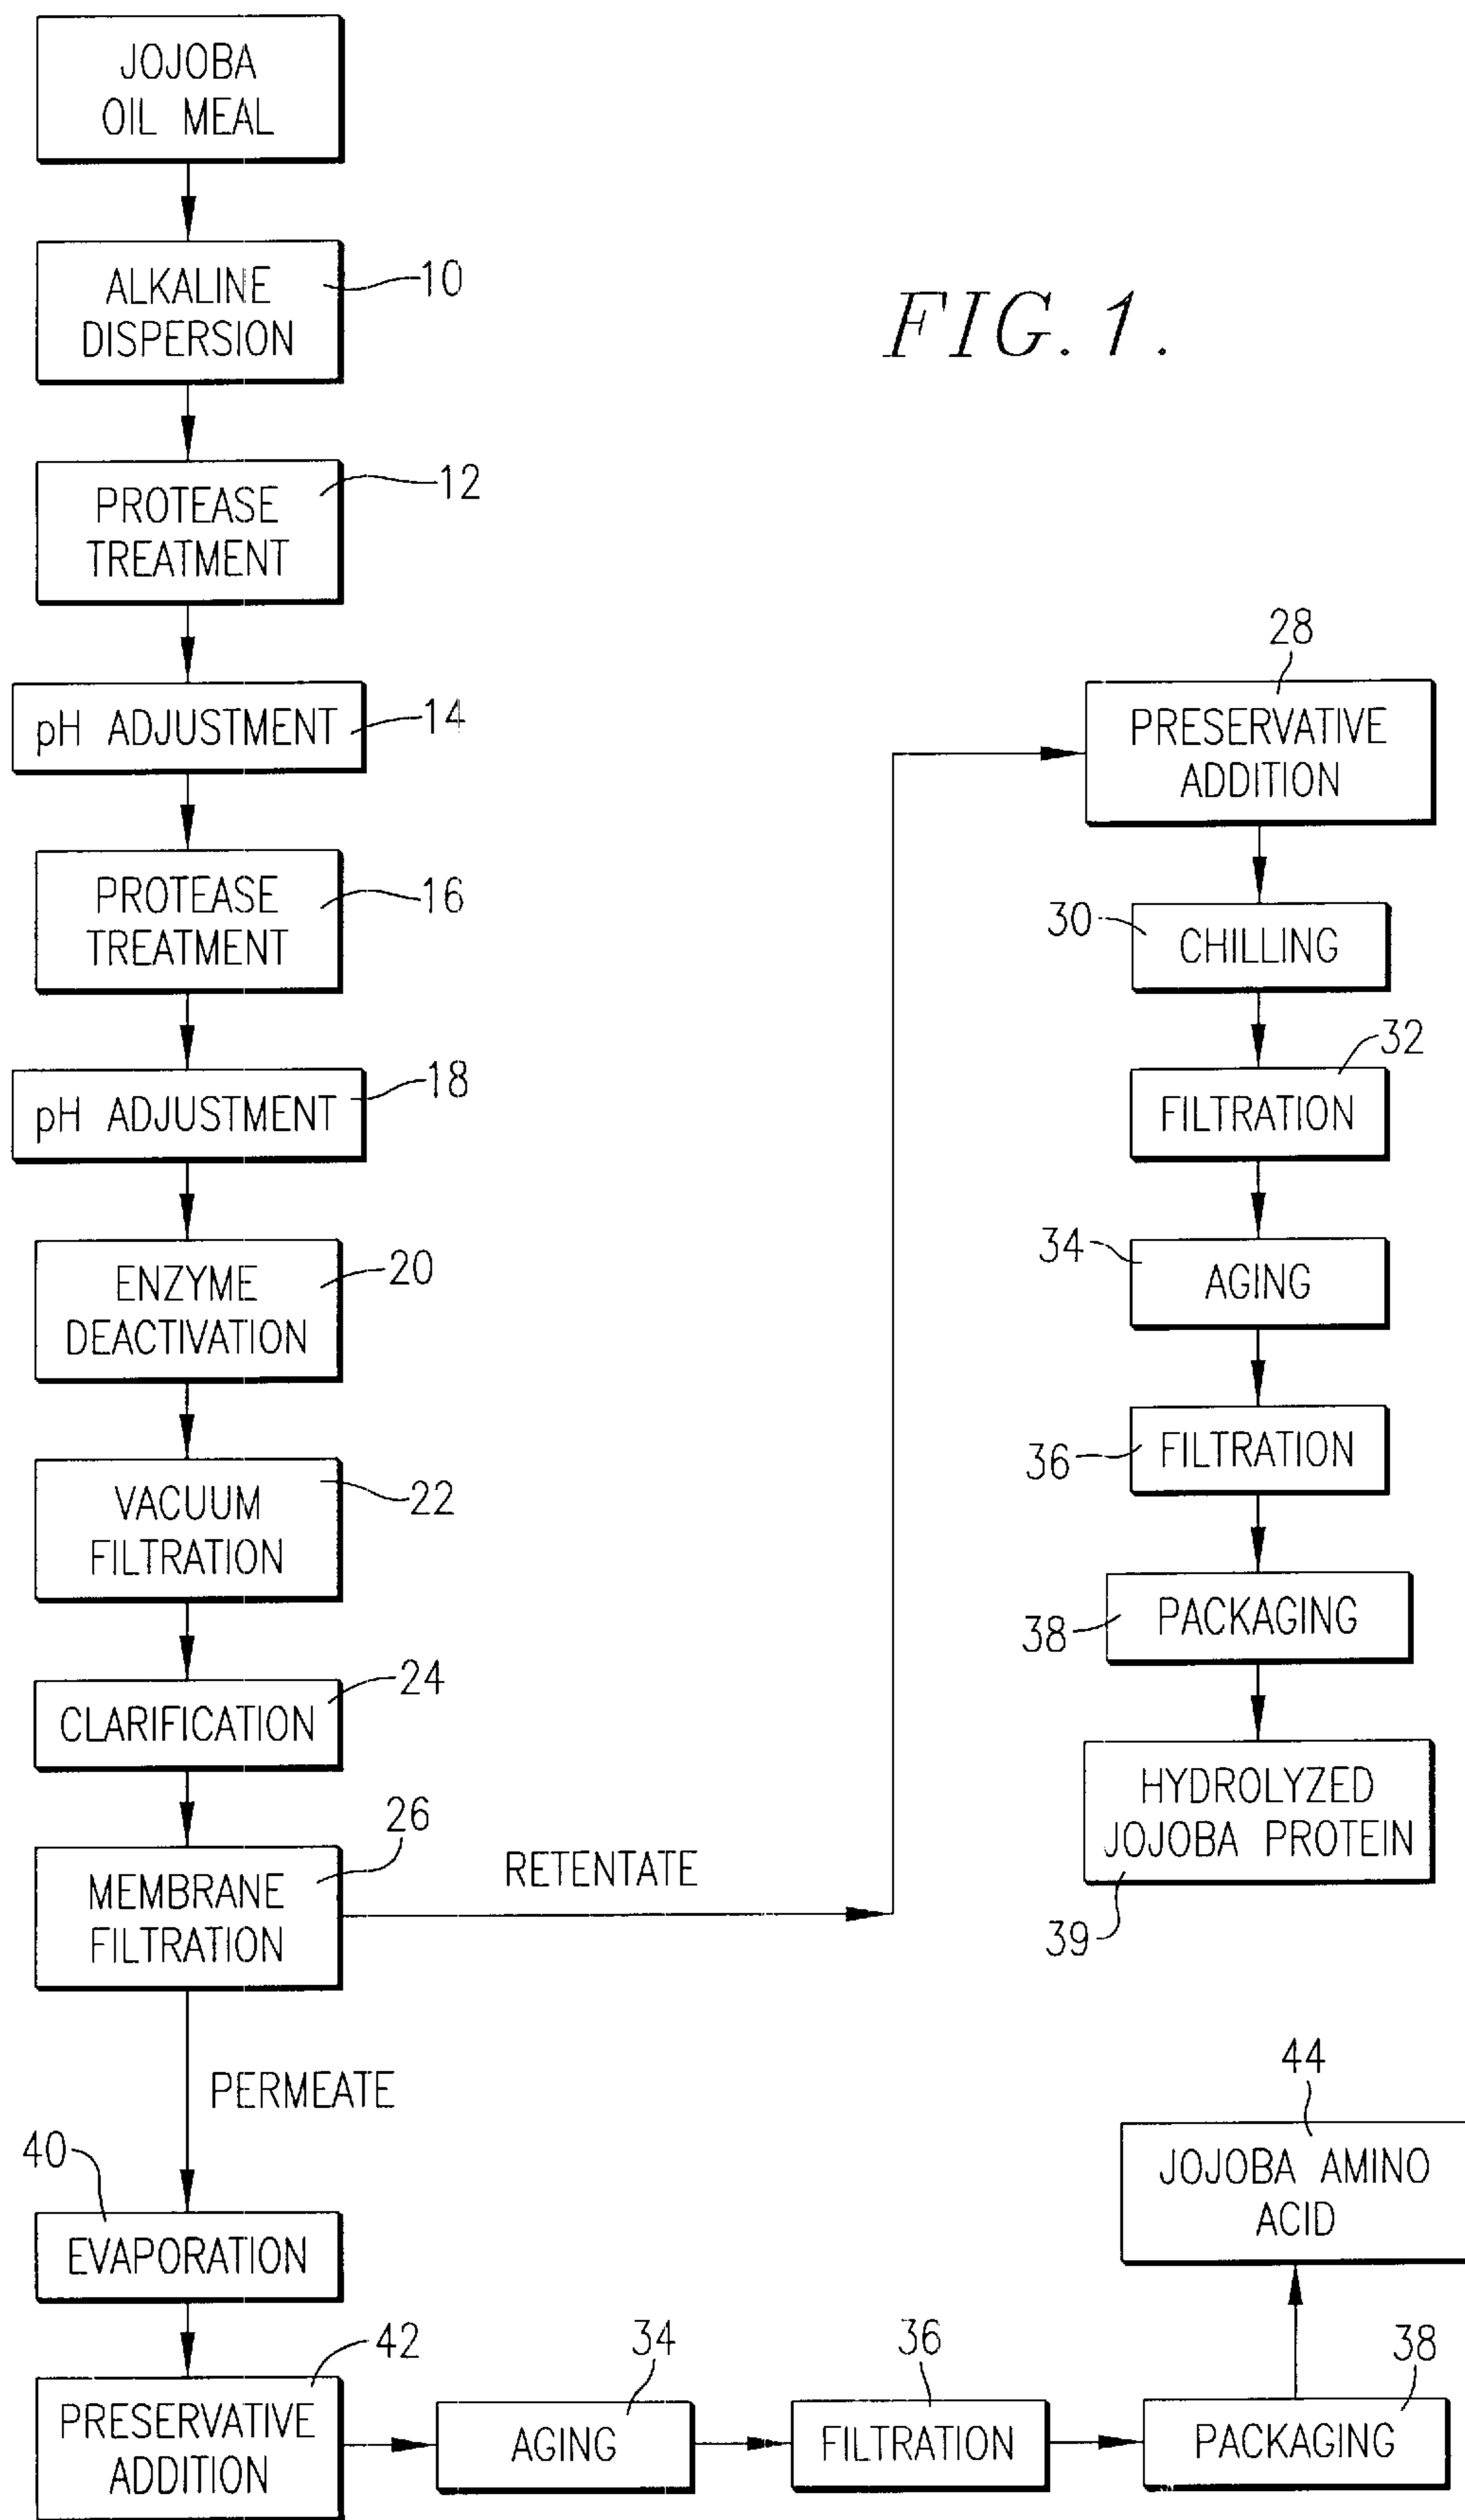 JOJOBA
OIL MEAL
ALKALINE
DISPERSION
10
FIG. 1.
PROTEASE
TREATMENT
12
pH ADJUSTMENT
14
PROTEASE
TREATMENT
16
pH ADJUSTMENT
18
ENZYME
DEACTIVATION
20
VACUUM
FILTRATION
22
CLARIFICATION
24
MEMBRANE
FILTRATION
26
RETENTATE
28
PRESERVATIVE
ADDITION
30
CHILLING
32
FILTRATION
34
AGING
36
FILTRATION
38
PACKAGING
HYDROLYZED
JOJOBA PROTEIN
39
PERMEATE
40
EVAPORATION
42
PRESERVATIVE
ADDITION
34
AGING
36
FILTRATION
38
PACKAGING
44
JOJOBA AMINO
ACID